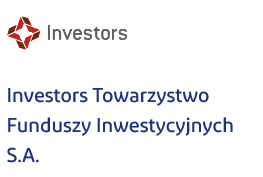 Investors
Investors Towarzystwo
Funduszy Inwestycyjnych
S.A.